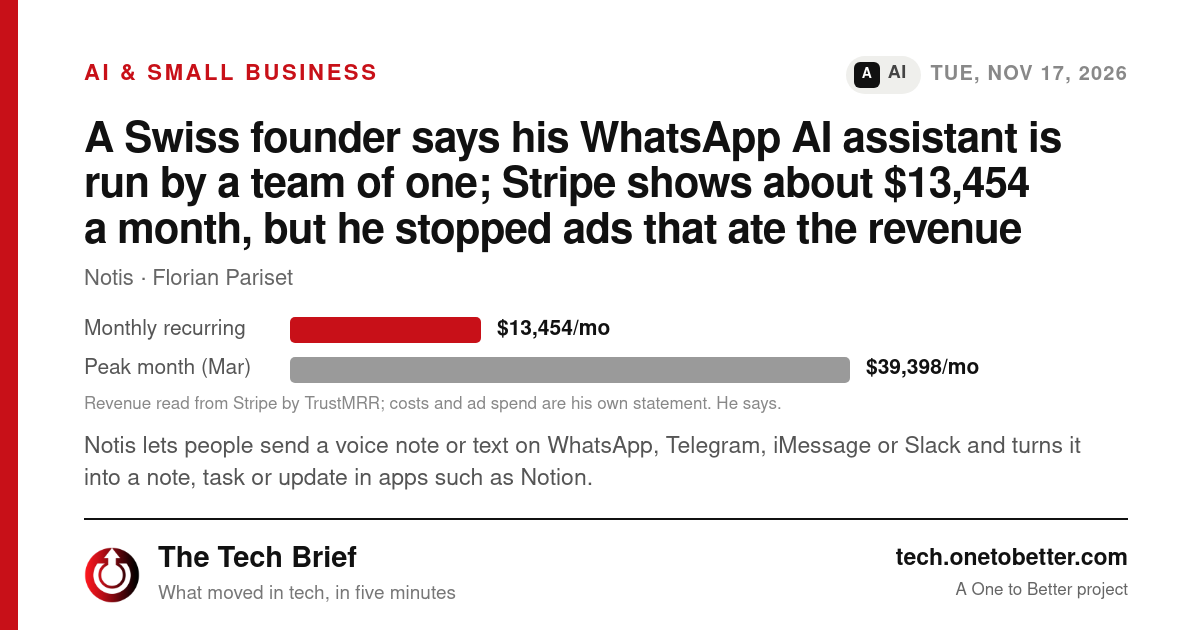 AI & SMALL BUSINESS
A AI TUE, NOV 17, 2026
A Swiss founder says his WhatsApp AI assistant is
run by a team of one; Stripe shows about $13,454
a month, but he stopped ads that ate the revenue
Notis · Florian Pariset
Monthly recurring $13,454/mo
Peak month (Mar) $39,398/mo
Revenue read from Stripe by TrustMRR; costs and ad spend are his own statement. He says.
Notis lets people send a voice note or text on WhatsApp, Telegram, iMessage or Slack and turns it
into a note, task or update in apps such as Notion.
The Tech Brief
What moved in tech, in five minutes
tech.onetobetter.com
A One to Better project